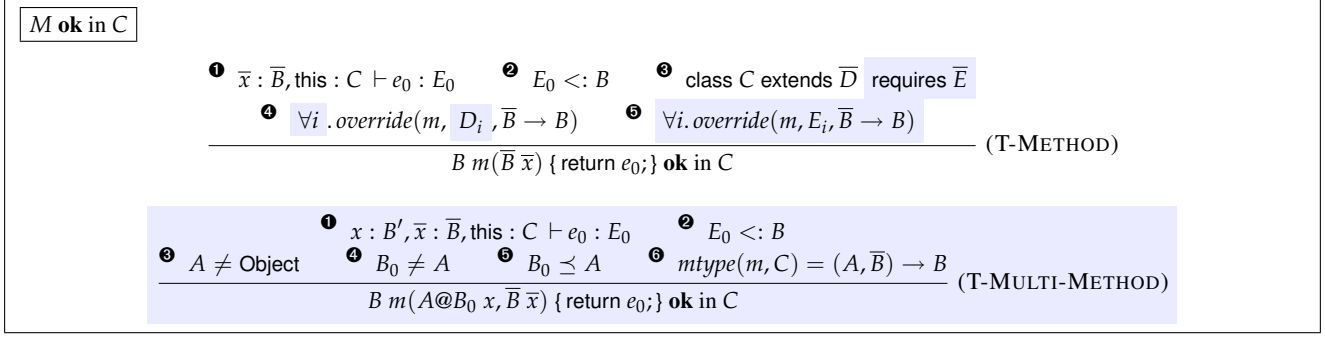 M ok in C
❶ x̅ : B̅, this : C ⊢ e₀ : E₀ ❷ E₀ <: B ❸ class C extends D̅ requires E̅
❹ ∀i . override(m, Dᵢ , B̅ → B) ❺ ∀i. override(m, Eᵢ, B̅ → B)
(T-METHOD)
B m(B̅ x̅) { return e₀;} ok in C
❶ x : B′, x̅ : B̅, this : C ⊢ e₀ : E₀ ❷ E₀ <: B
❸ A ≠ Object ❹ B₀ ≠ A ❺ B₀ ⪯ A ❻ mtype(m, C) = (A, B̅) → B
(T-MULTI-METHOD)
B m(A@B₀ x, B̅ x̅) { return e₀;} ok in C